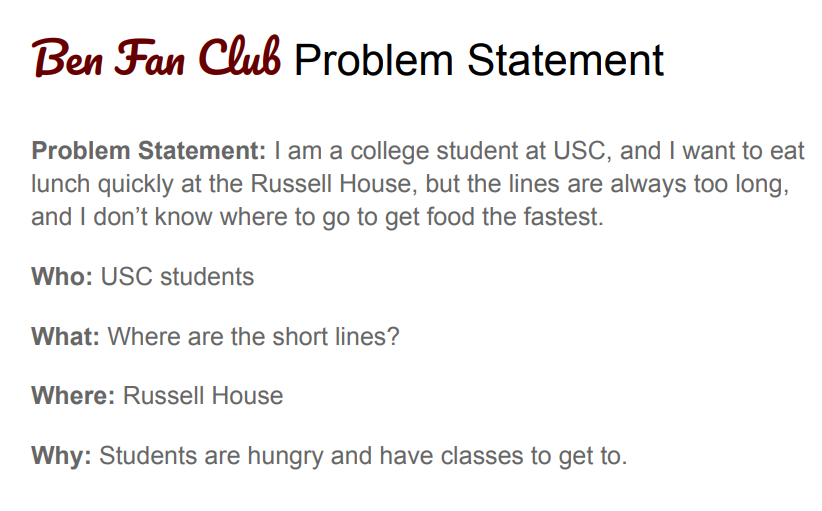 Ben Fan Club Problem Statement
Problem Statement: I am a college student at USC, and I want to eat
lunch quickly at the Russell House, but the lines are always too long,
and I don’t know where to go to get food the fastest.
Who: USC students
What: Where are the short lines?
Where: Russell House
Why: Students are hungry and have classes to get to.